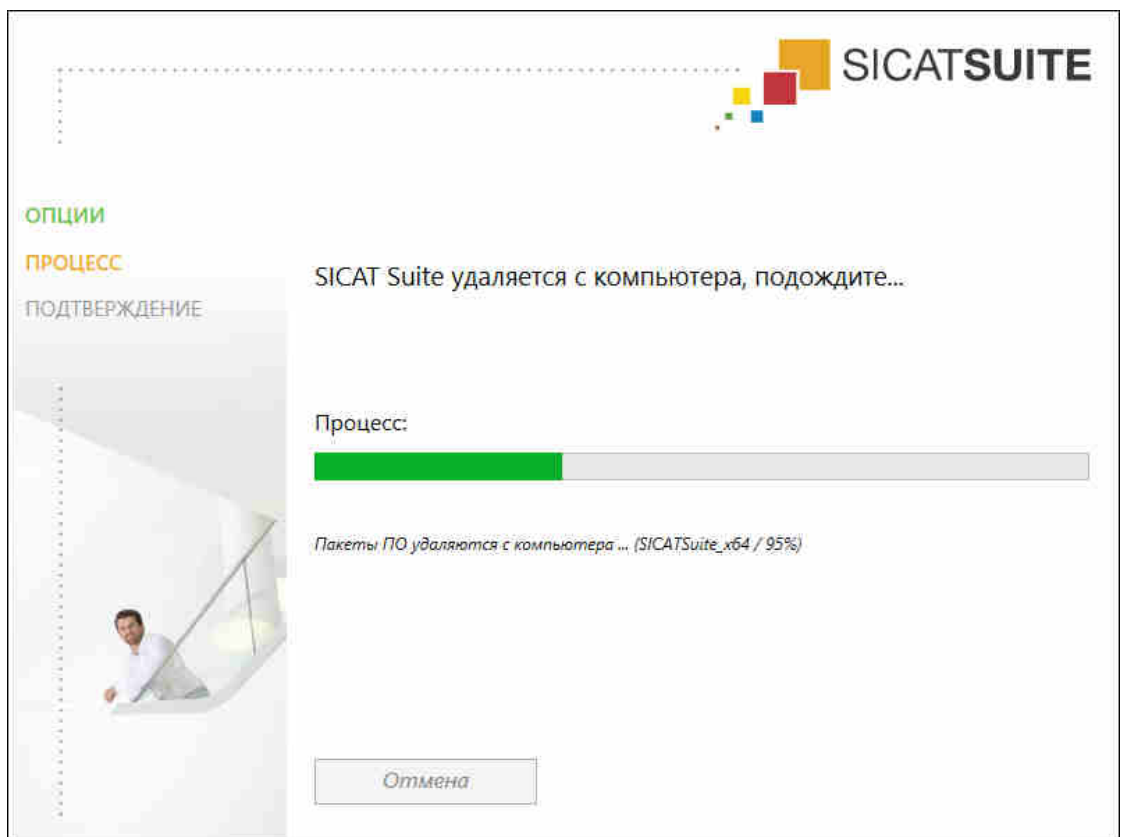 SICATSUITE
ОПЦИИ
ПРОЦЕСС
SICAT Suite удаляется с компьютера, подождите...
ПОДТВЕРЖДЕНИЕ
Процесс:
Пакеты ПО удаляются с компьютера ... (SICATSuite_x64 / 95%)
Отмена